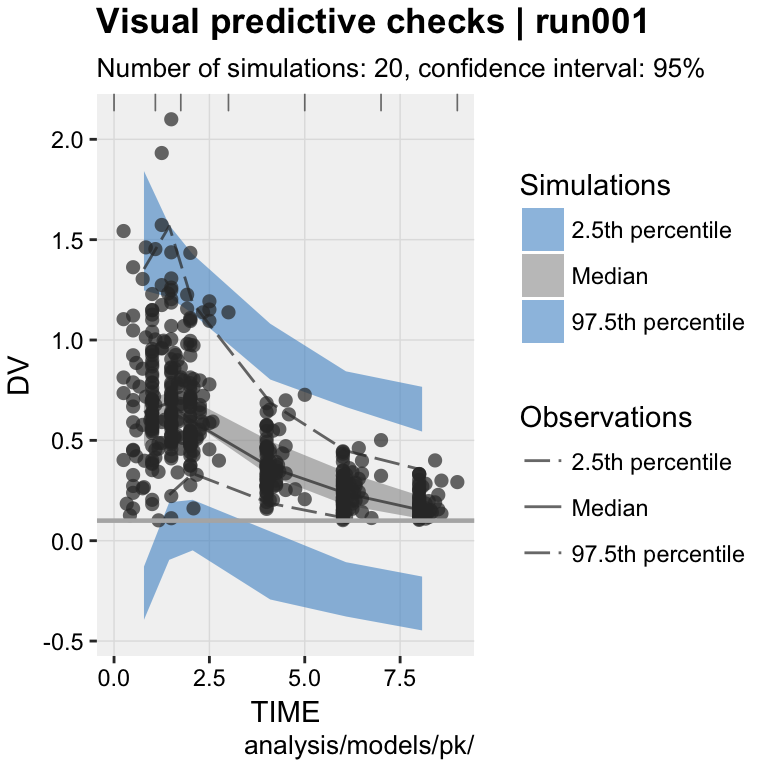 Visual predictive checks | run001
Number of simulations: 20, confidence interval: 95%
2.0
1.5
1.0
0.5
0.0
-0.5
DV
0.0 2.5 5.0 7.5
TIME
analysis/models/pk/
Simulations
2.5th percentile
Median
97.5th percentile
Observations
2.5th percentile
Median
97.5th percentile